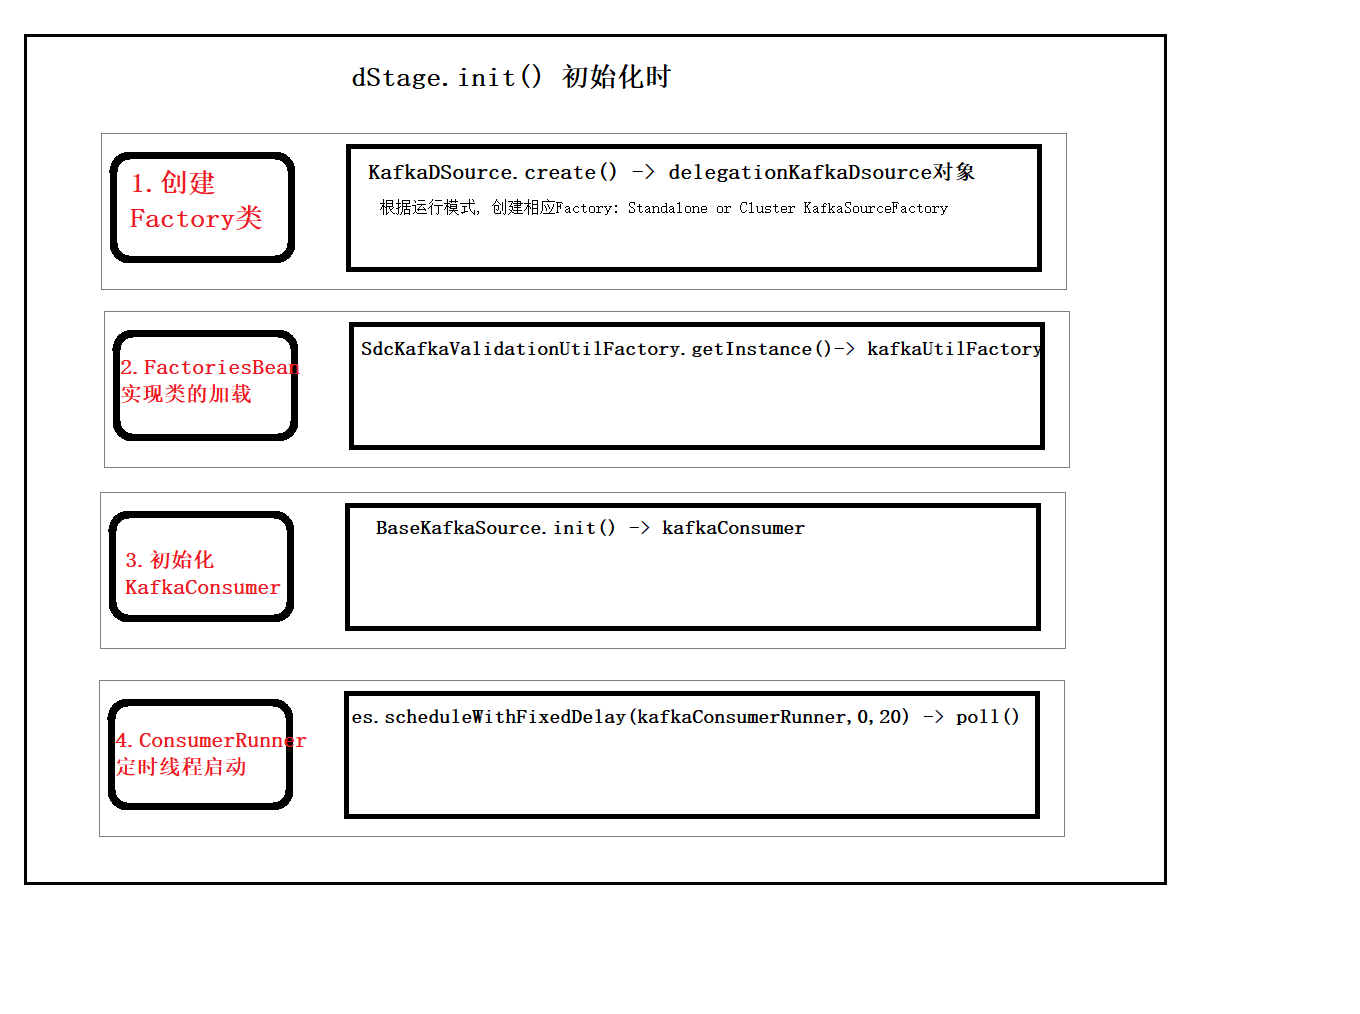 dStage.init() 初始化时
1.创建
Factory类
KafkaDSource.create() -> delegationKafkaDsource对象
根据运行模式, 创建相应Factory: Standalone or Cluster KafkaSourceFactory
2.FactoriesBean
实现类的加载
SdcKafkaValidationUtilFactory.getInstance()-> kafkaUtilFactory
3.初始化
KafkaConsumer
BaseKafkaSource.init() -> kafkaConsumer
4.ConsumerRunner
定时线程启动
es.scheduleWithFixedDelay(kafkaConsumerRunner,0,20) -> poll()